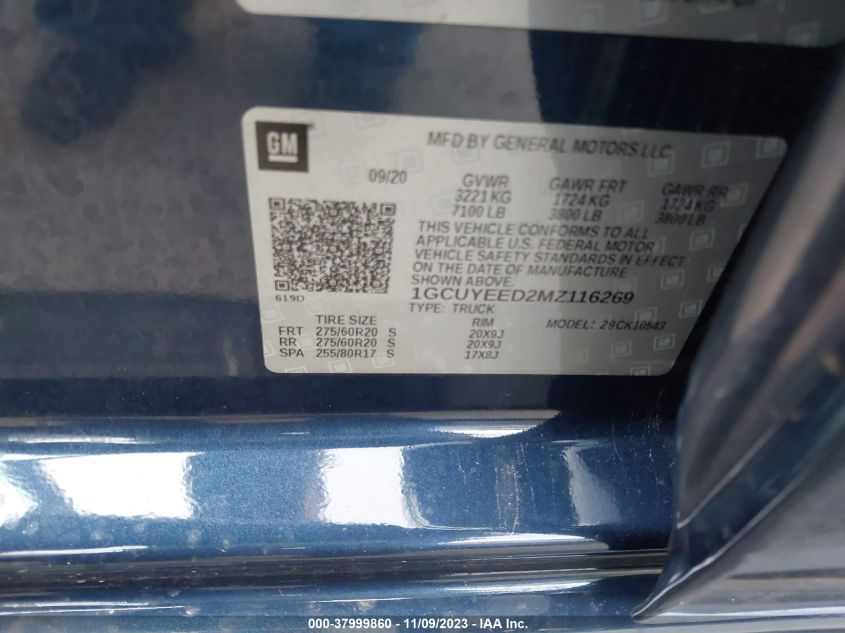 GM
MFD BY GENERAL MOTORS LLC
09/20
GVWR GAWR FRT GAWR RR
3221 KG 1724 KG 1724 KG
7100 LB 3800 LB 3800 LB
THIS VEHICLE CONFORMS TO ALL
APPLICABLE U.S. FEDERAL MOTOR
VEHICLE SAFETY STANDARDS IN EFFECT
ON THE DATE OF MANUFACTURE
SHOWN ABOVE.
619D
1GCUYEED2MZ116269
TYPE: TRUCK MODEL: 29CK10543
TIRE SIZE RIM
FRT 275/60R20 S 20X9J
RR 275/60R20 S 20X9J
SPA 255/80R17 S 17X8J
000-37999860 - 11/09/2023 - IAA Inc.